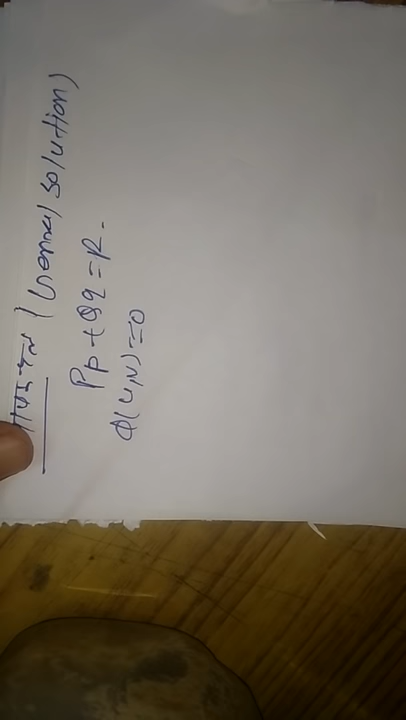 (General solution)
Pp + Qq = R.
Φ(u,v) = 0